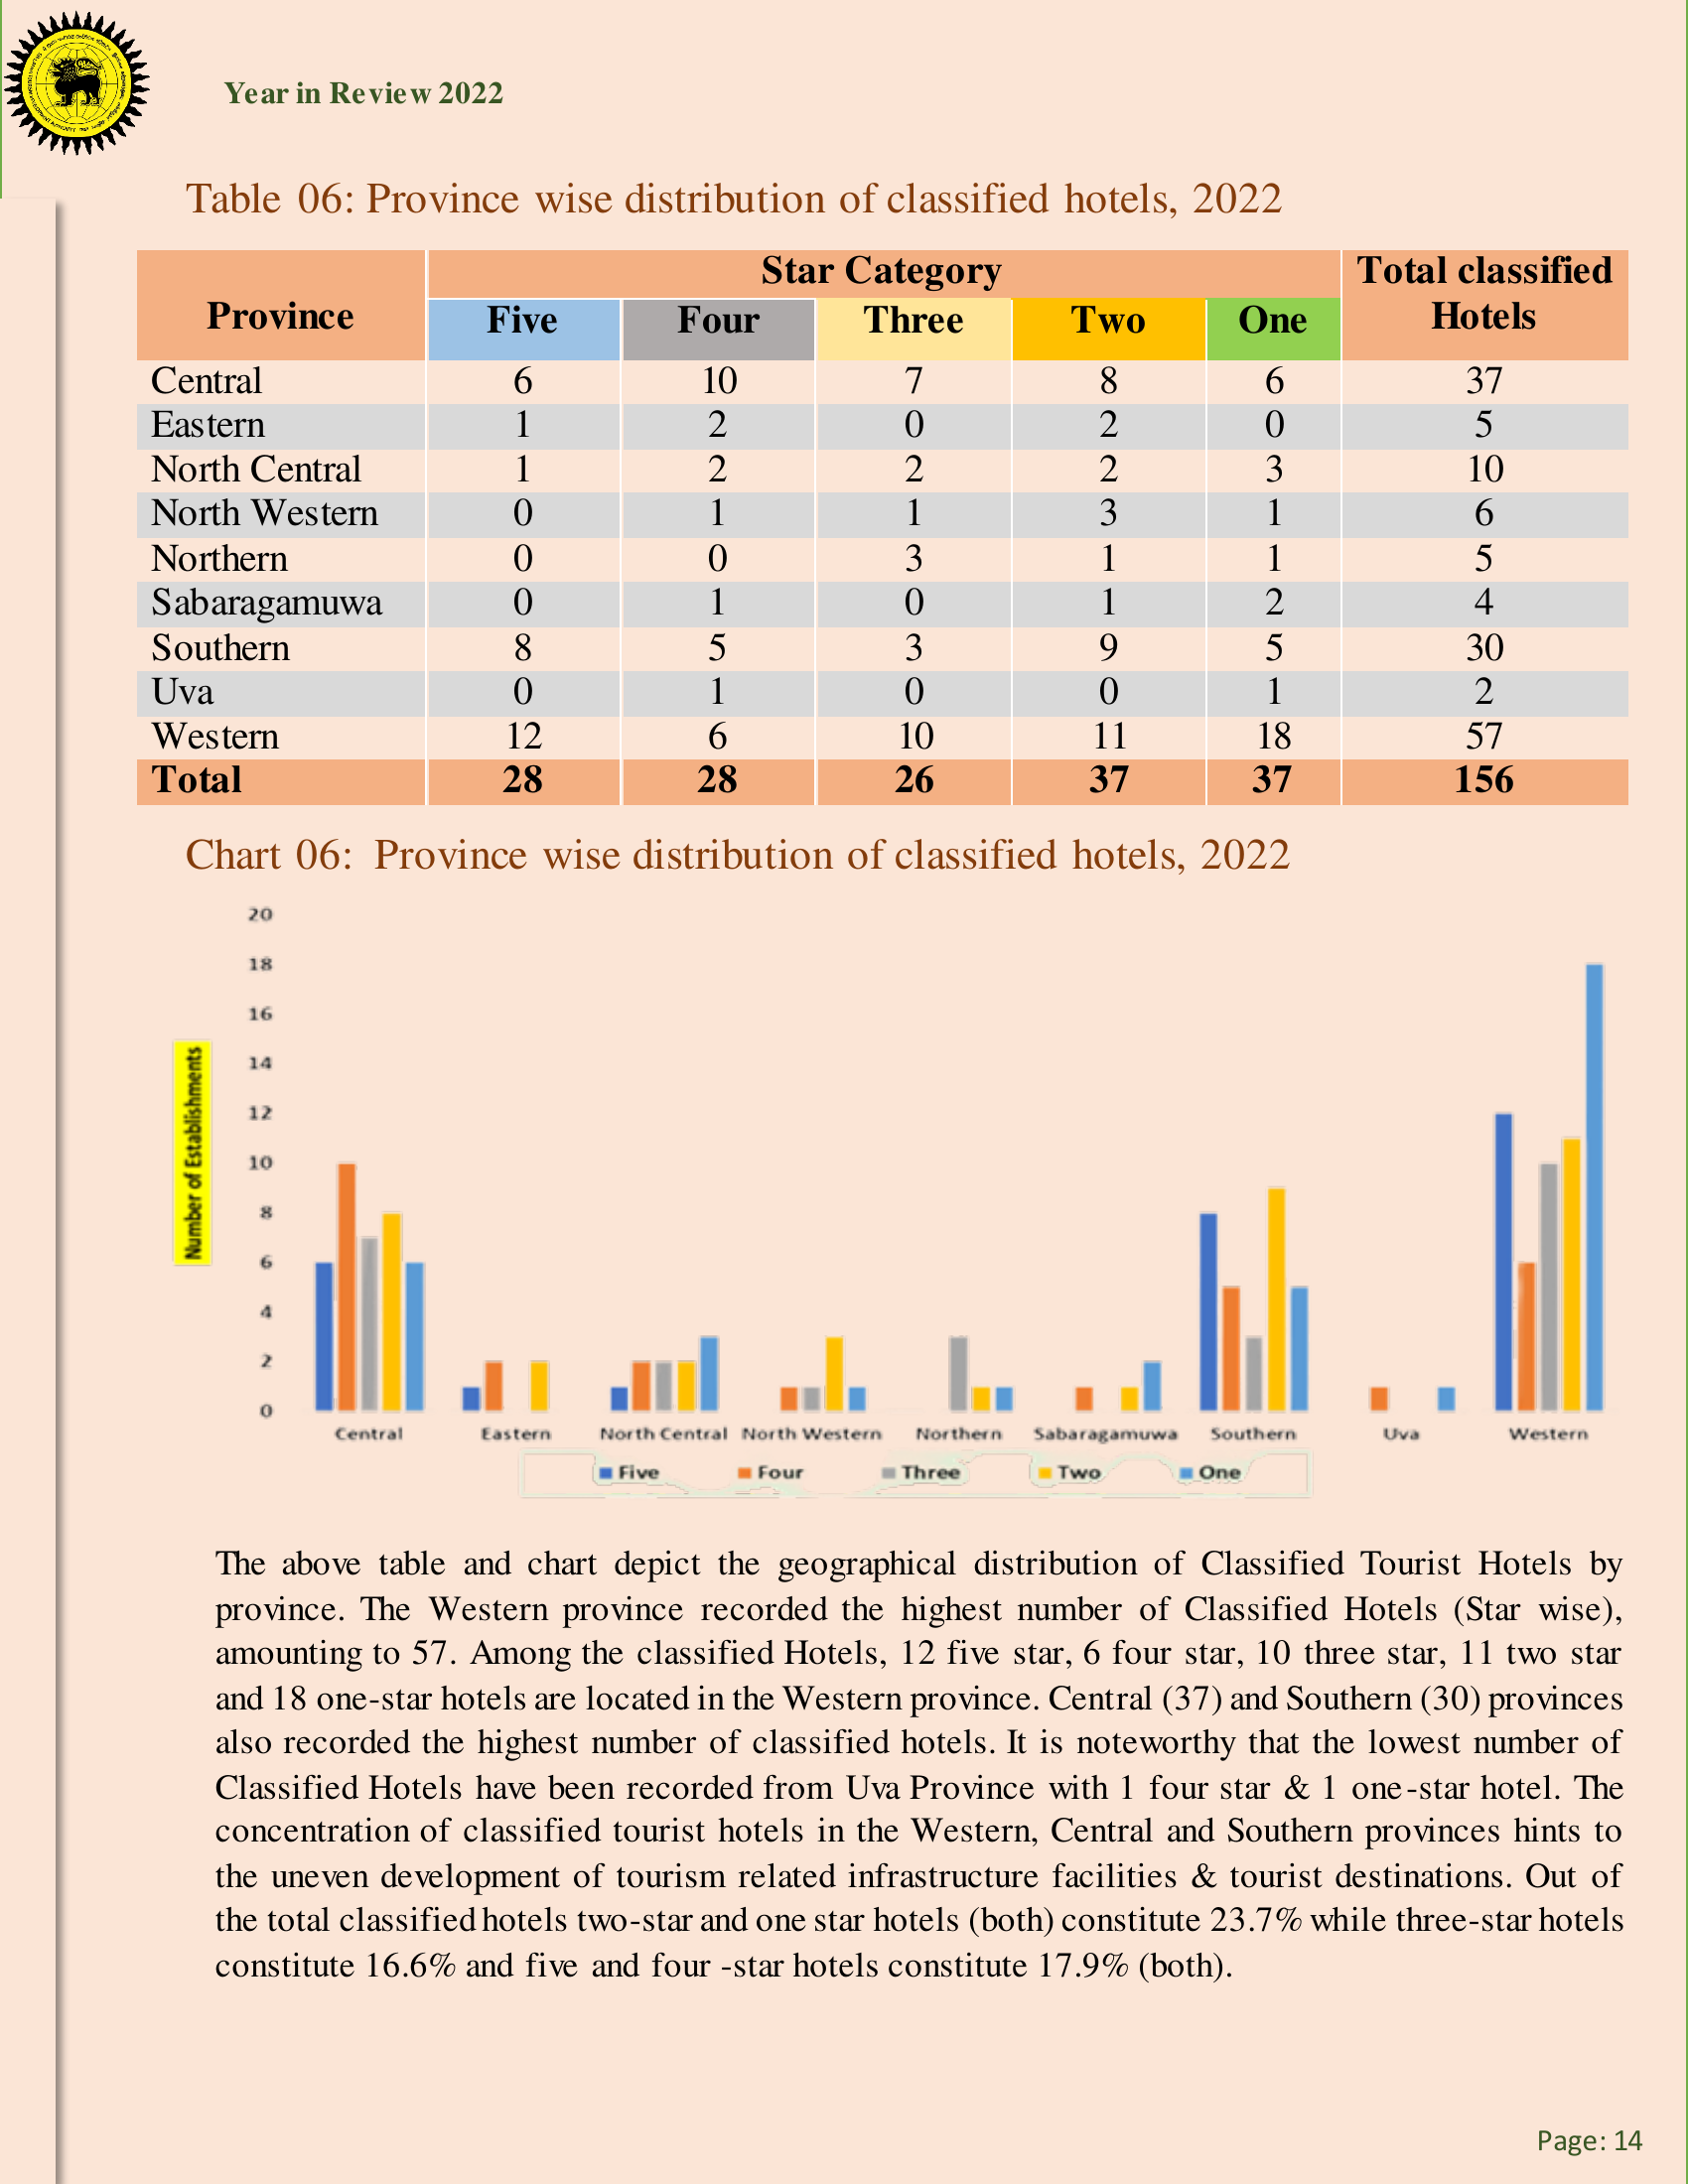 Year in Review 2022
Table 06: Province wise distribution of classified hotels, 2022
Province Star Category Total classified Hotels
Five Four Three Two One
Central 6 10 7 8 6 37
Eastern 1 2 0 2 0 5
North Central 1 2 2 2 3 10
North Western 0 1 1 3 1 6
Northern 0 0 3 1 1 5
Sabaragamuwa 0 1 0 1 2 4
Southern 8 5 3 9 5 30
Uva 0 1 0 0 1 2
Western 12 6 10 11 18 57
Total 28 28 26 37 37 156
Chart 06: Province wise distribution of classified hotels, 2022
Number of Establishments
20
18
16
14
12
10
8
6
4
2
0
Central Eastern North Central North Western Northern Sabaragamuwa Southern Uva Western
Five Four Three Two One
The above table and chart depict the geographical distribution of Classified Tourist Hotels by
province. The Western province recorded the highest number of Classified Hotels (Star wise),
amounting to 57. Among the classified Hotels, 12 five star, 6 four star, 10 three star, 11 two star
and 18 one-star hotels are located in the Western province. Central (37) and Southern (30) provinces
also recorded the highest number of classified hotels. It is noteworthy that the lowest number of
Classified Hotels have been recorded from Uva Province with 1 four star & 1 one-star hotel. The
concentration of classified tourist hotels in the Western, Central and Southern provinces hints to
the uneven development of tourism related infrastructure facilities & tourist destinations. Out of
the total classified hotels two-star and one star hotels (both) constitute 23.7% while three-star hotels
constitute 16.6% and five and four -star hotels constitute 17.9% (both).
Page: 14